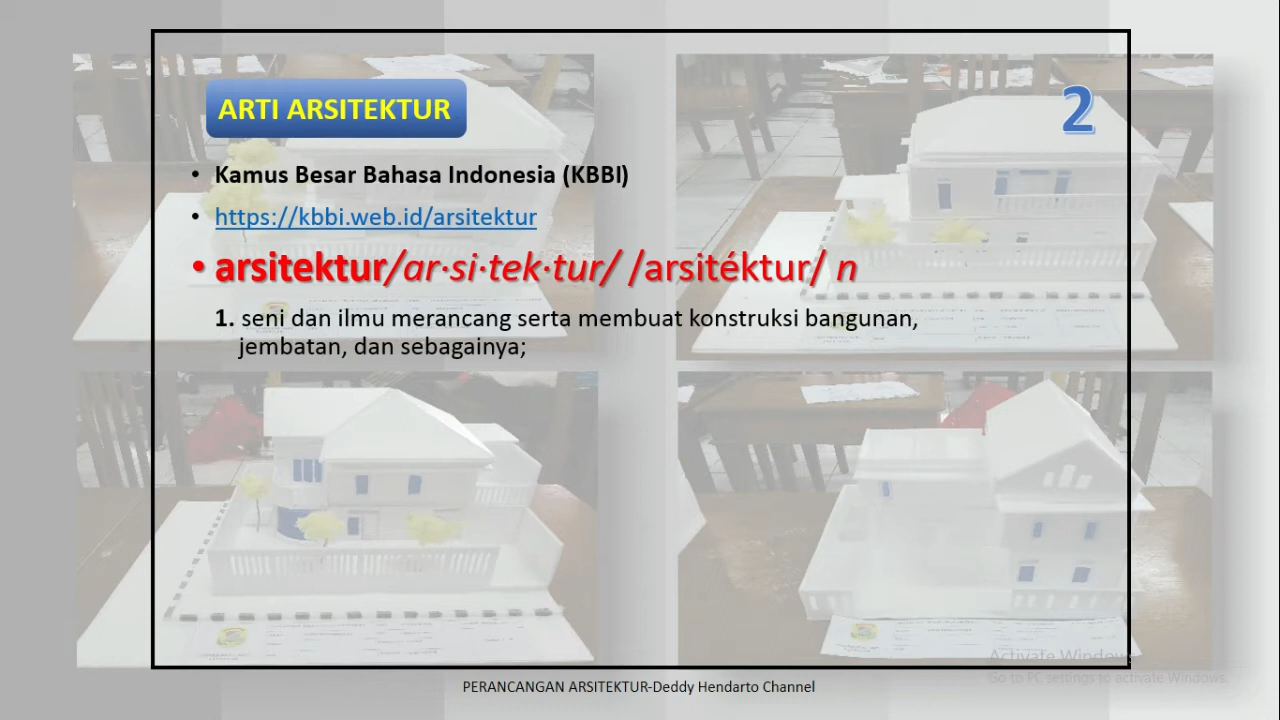 ARTI ARSITEKTUR
2
• Kamus Besar Bahasa Indonesia (KBBI)
• https://kbbi.web.id/arsitektur
• arsitektur/ar·si·tek·tur/ /arsitéktur/ n
1. seni dan ilmu merancang serta membuat konstruksi bangunan,
jembatan, dan sebagainya;
Activate Windows
Go to PC settings to activate Windows.
PERANCANGAN ARSITEKTUR-Deddy Hendarto Channel